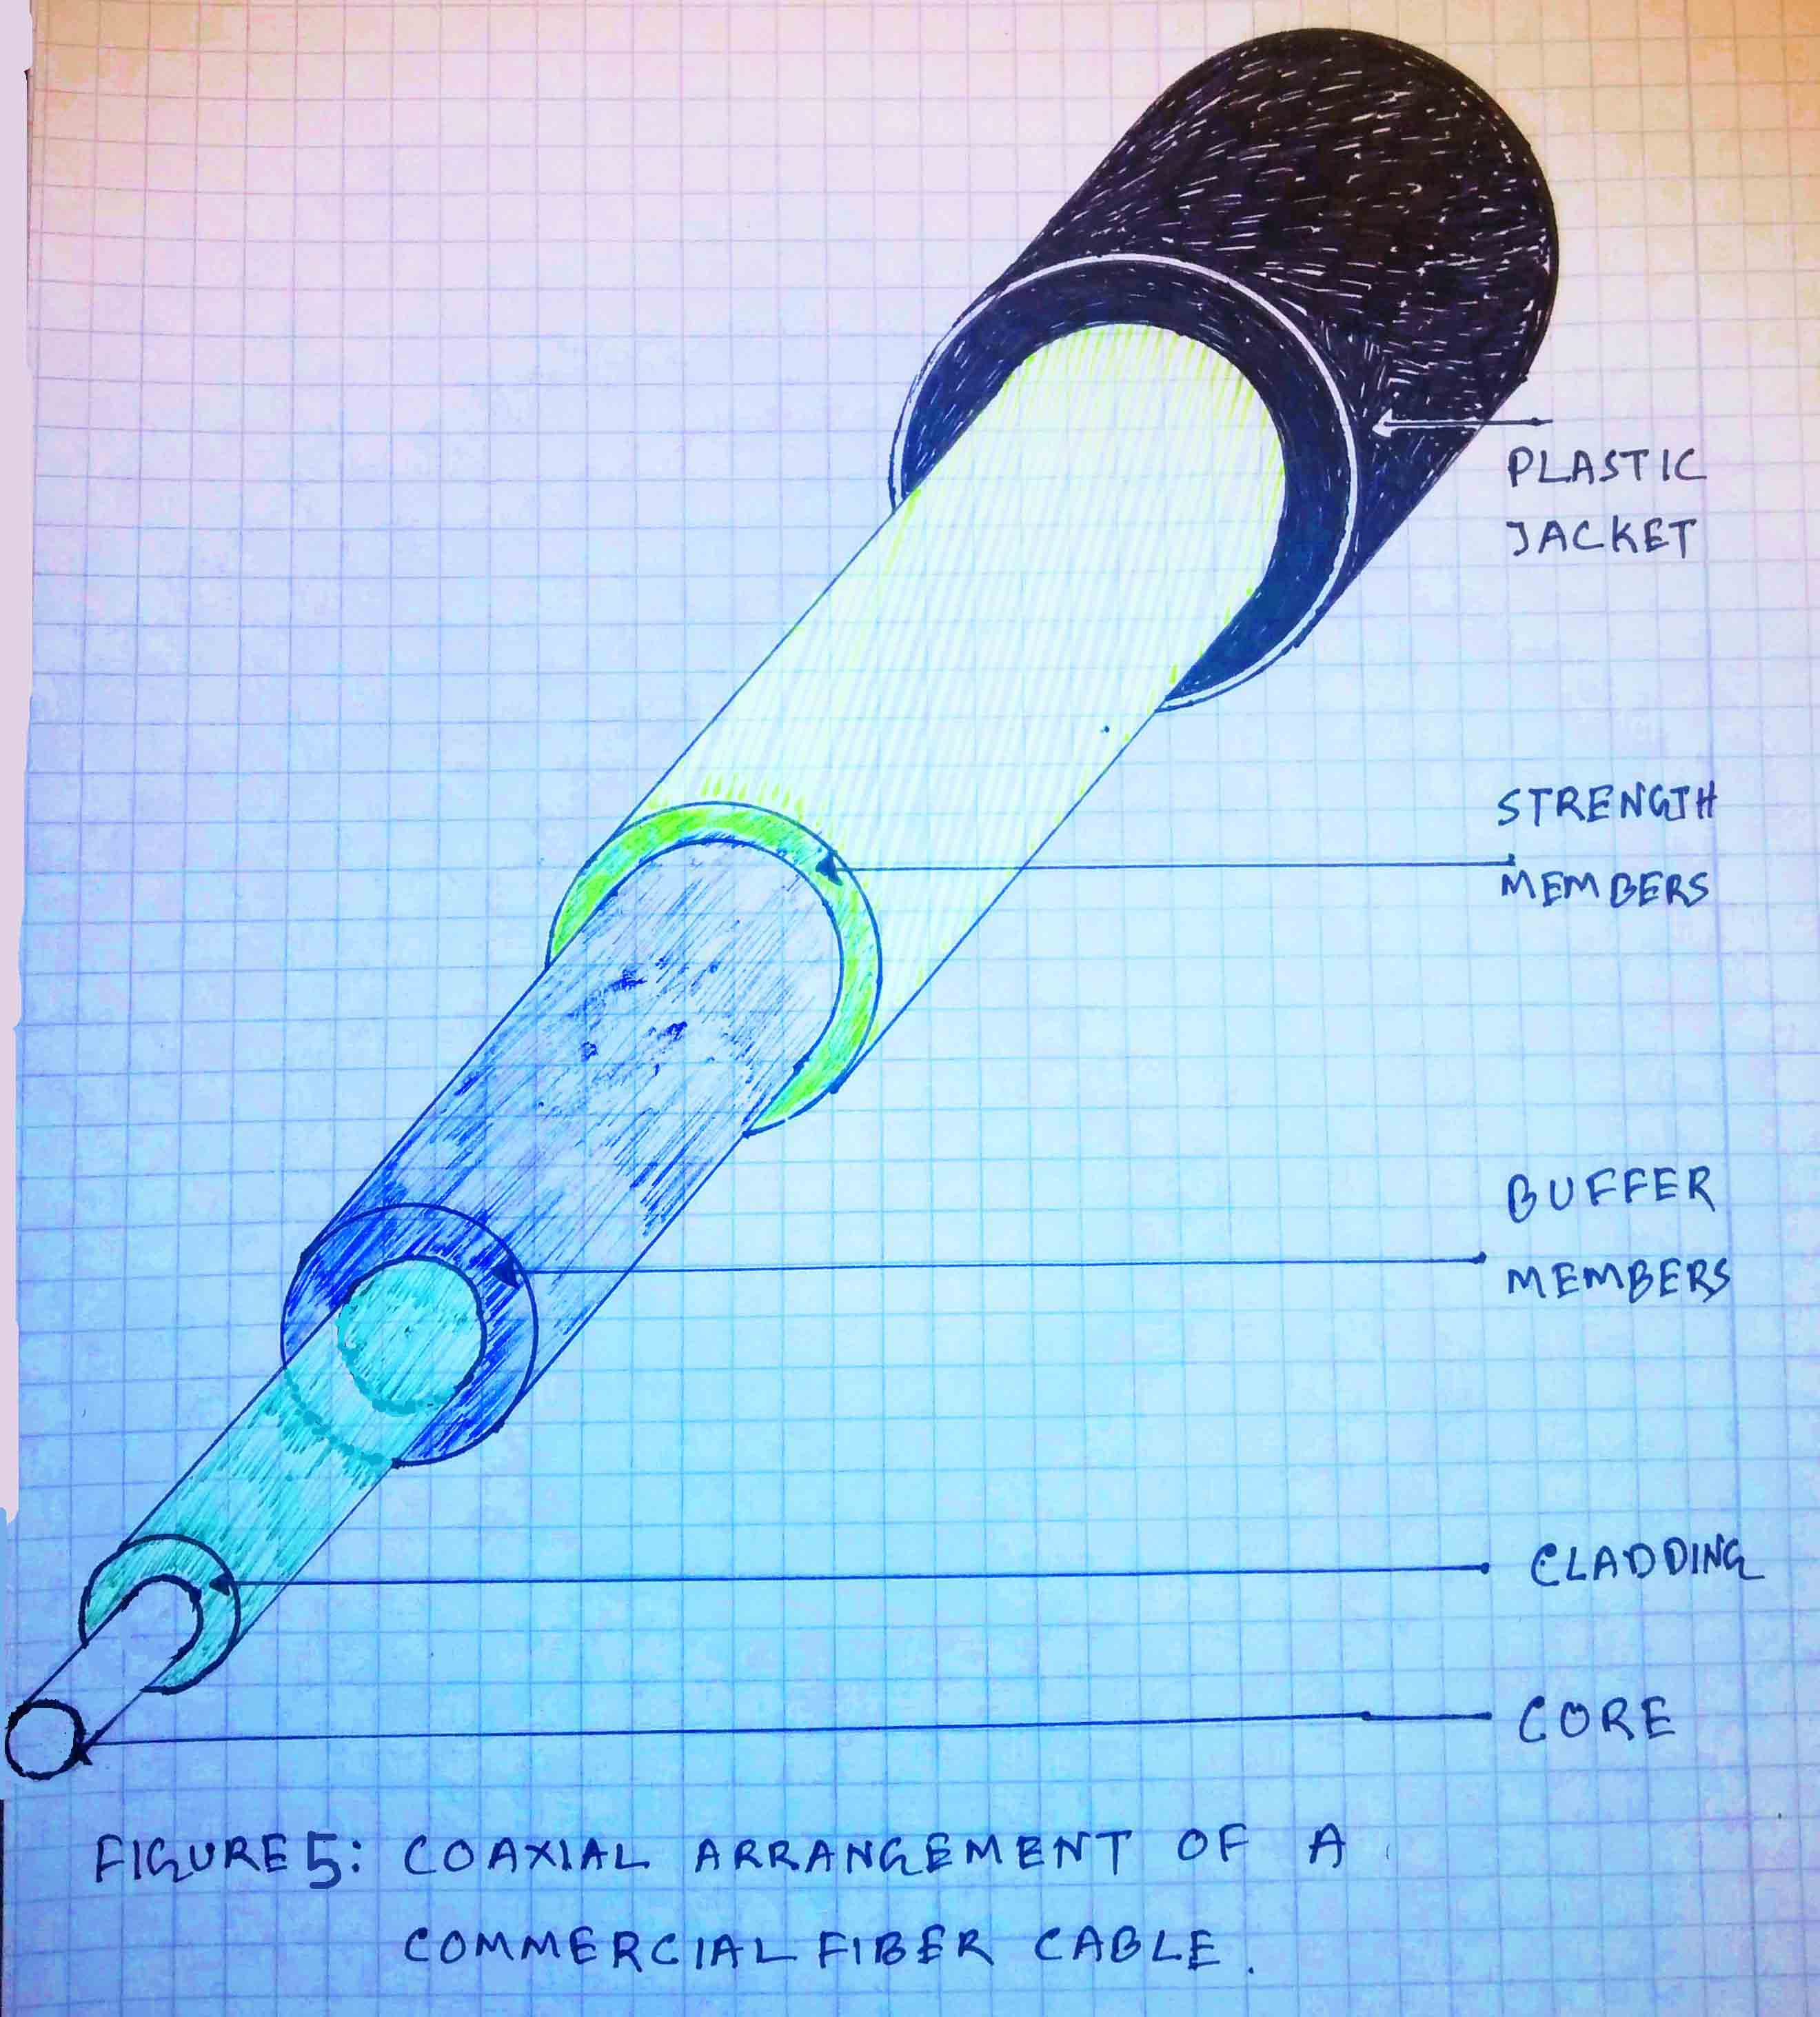 PLASTIC
JACKET
STRENGTH
MEMBERS
BUFFER
MEMBERS
CLADDING
CORE
FIGURE 5: COAXIAL ARRANGEMENT OF A
COMMERCIAL FIBER CABLE.